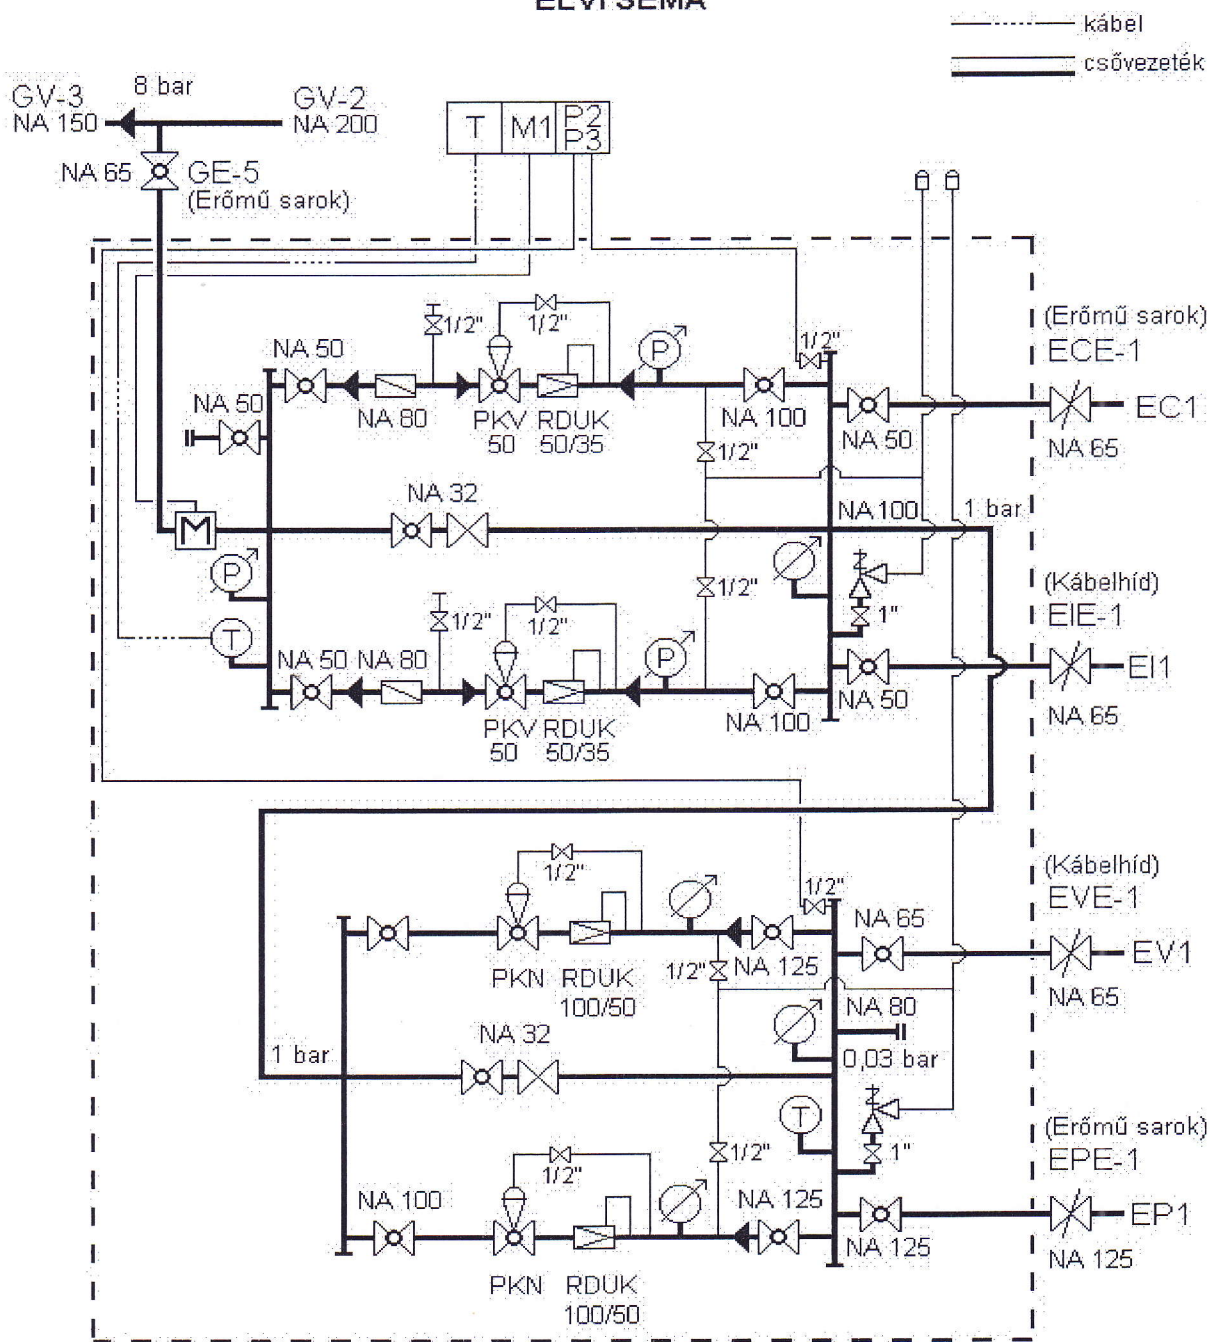 ELVI SÉMA
kábel
csővezeték
GV-3
NA 150
8 bar
GV-2
NA 200
NA 65
GE-5
(Erőmű sarok)
T
M1
P2
P3
1/2"
1/2"
1/2"
NA 50
NA 50
NA 80
PKV
50
RDUK
50/35
P
NA 100
NA 50
(Erőmű sarok)
ECE-1
EC1
NA 65
1/2"
NA 32
NA 100
1 bar
M
P
T
1/2"
1"
(Kábelhíd)
EIE-1
EI1
NA 65
NA 50
NA 80
1/2"
1/2"
P
PKV
50
RDUK
50/35
NA 100
NA 50
1/2"
1/2"
NA 65
PKN
RDUK
100/50
1/2"
NA 125
(Kábelhíd)
EVE-1
EV1
NA 65
NA 80
1 bar
NA 32
0,03 bar
T
1/2"
1/2"
1"
NA 100
NA 125
NA 125
PKN
RDUK
100/50
(Erőmű sarok)
EPE-1
EP1
NA 125